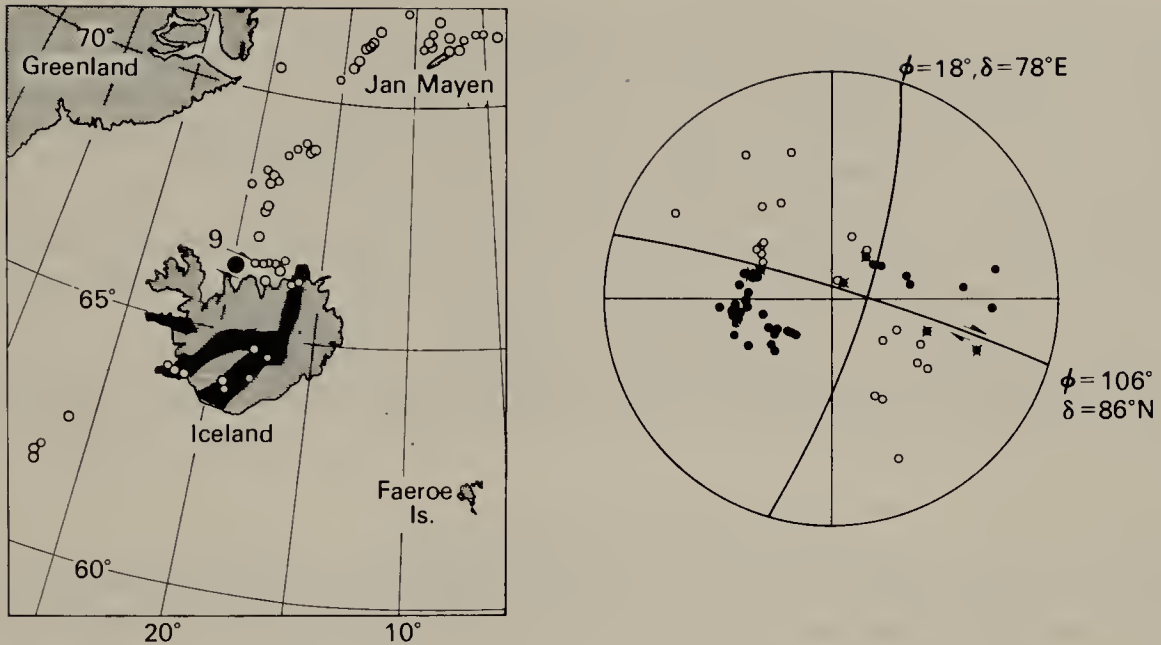 70°
Greenland
Jan Mayen
9
65°
Iceland
Faeroe
Is.
60°
20° 10°
ϕ=18°, δ=78°E
ϕ=106°
δ=86°N